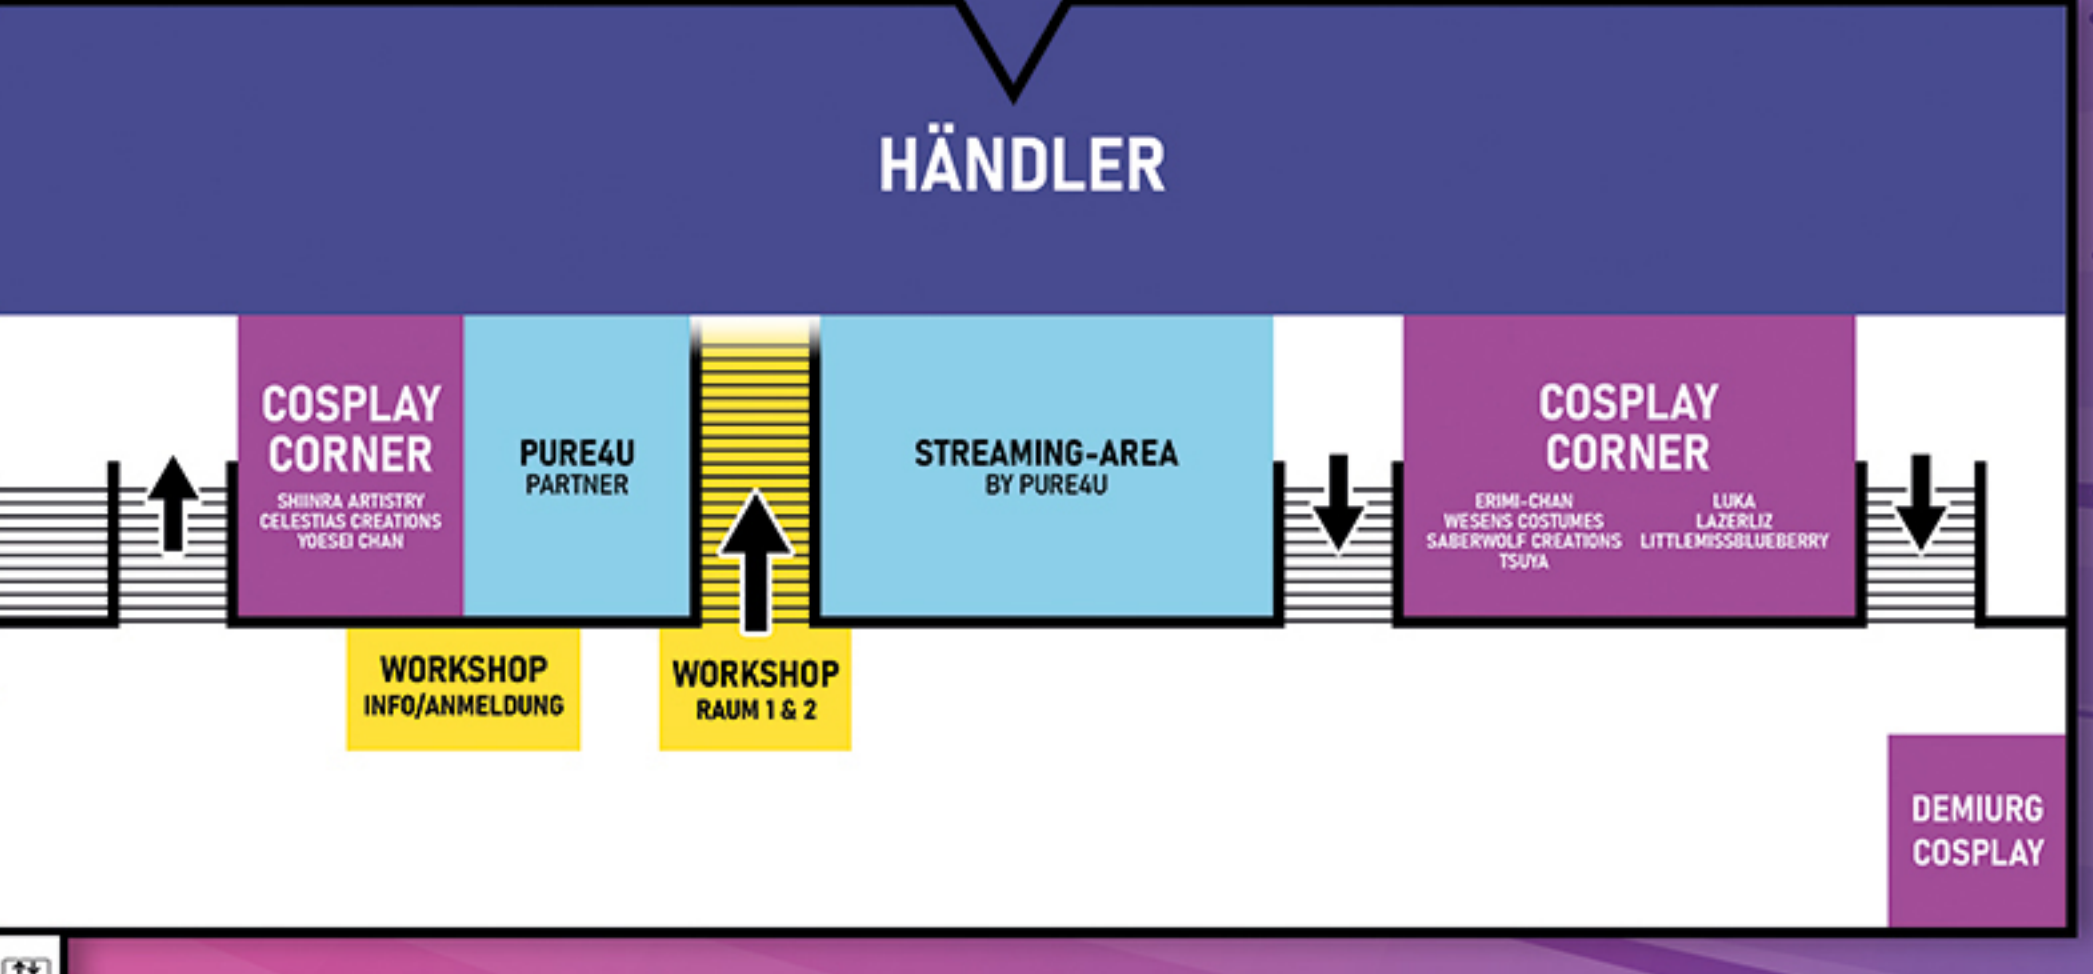 HÄNDLER
COSPLAY
CORNER
SHIINRA ARTISTRY
CELESTIAS CREATIONS
YOESEI CHAN
PURE4U
PARTNER
STREAMING-AREA
BY PURE4U
COSPLAY
CORNER
ERIMI-CHAN
WESENS COSTUMES
SABERWOLF CREATIONS
TSUYA
LUKA
LAZERLIZ
LITTLEMISSBLUEBERRY
WORKSHOP
INFO/ANMELDUNG
WORKSHOP
RAUM 1 & 2
DEMIURG
COSPLAY